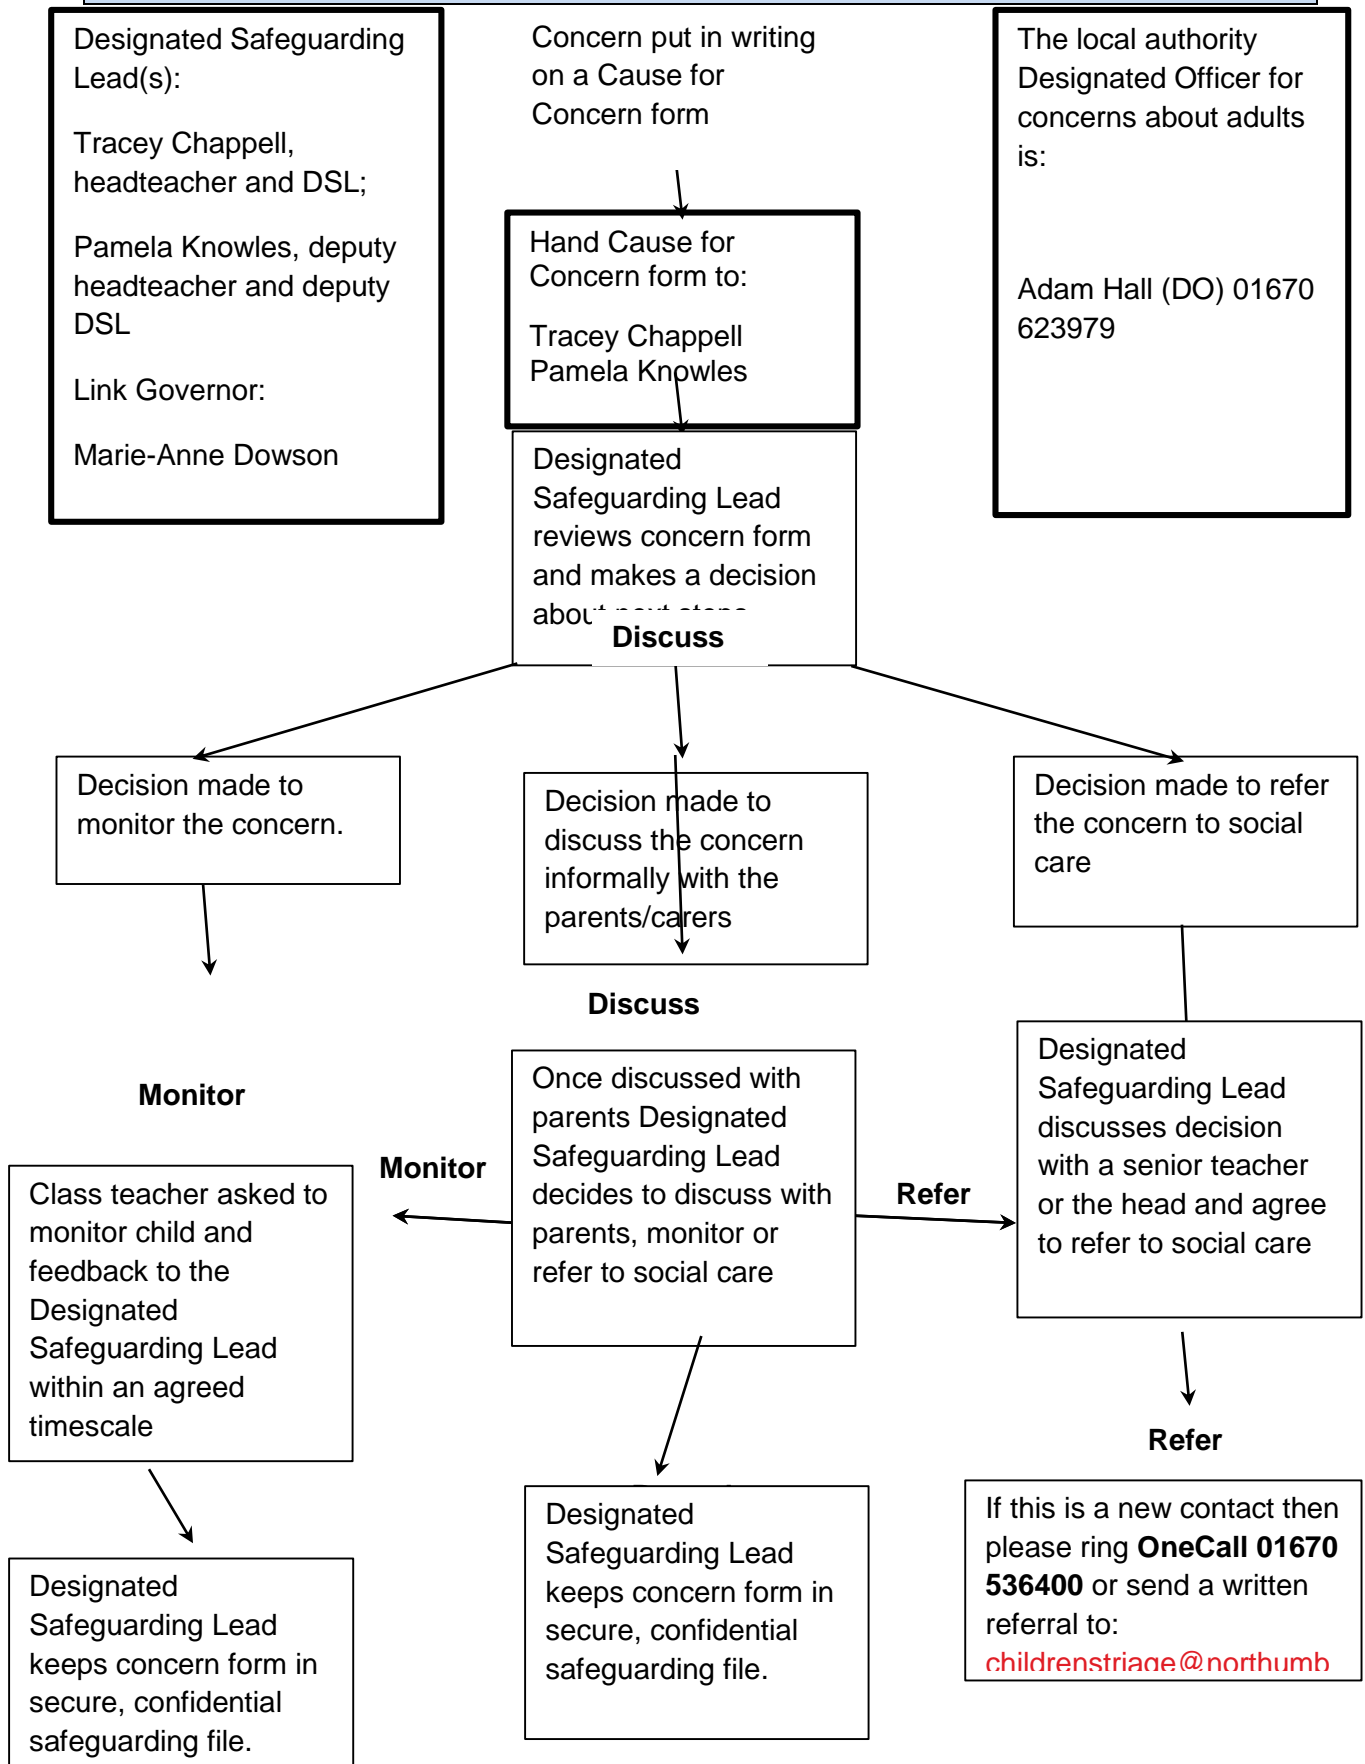 Designated Safeguarding
Lead(s):
Tracey Chappell,
headteacher and DSL;
Pamela Knowles, deputy
headteacher and deputy
DSL
Link Governor:
Marie-Anne Dowson
Concern put in writing
on a Cause for
Concern form
The local authority
Designated Officer for
concerns about adults
is:
Adam Hall (DO) 01670
623979
Hand Cause for
Concern form to:
Tracey Chappell
Pamela Knowles
Designated
Safeguarding Lead
reviews concern form
and makes a decision
about next steps
Discuss
Decision made to
monitor the concern.
Decision made to
discuss the concern
informally with the
parents/carers
Decision made to refer
the concern to social
care
Discuss
Monitor
Once discussed with
parents Designated
Safeguarding Lead
decides to discuss with
parents, monitor or
refer to social care
Designated
Safeguarding Lead
discusses decision
with a senior teacher
or the head and agree
to refer to social care
Monitor
Refer
Class teacher asked to
monitor child and
feedback to the
Designated
Safeguarding Lead
within an agreed
timescale
Refer
Designated
Safeguarding Lead
keeps concern form in
secure, confidential
safeguarding file.
Designated
Safeguarding Lead
keeps concern form in
secure, confidential
safeguarding file.
If this is a new contact then
please ring OneCall 01670
536400 or send a written
referral to:
childrenstriage@northumb